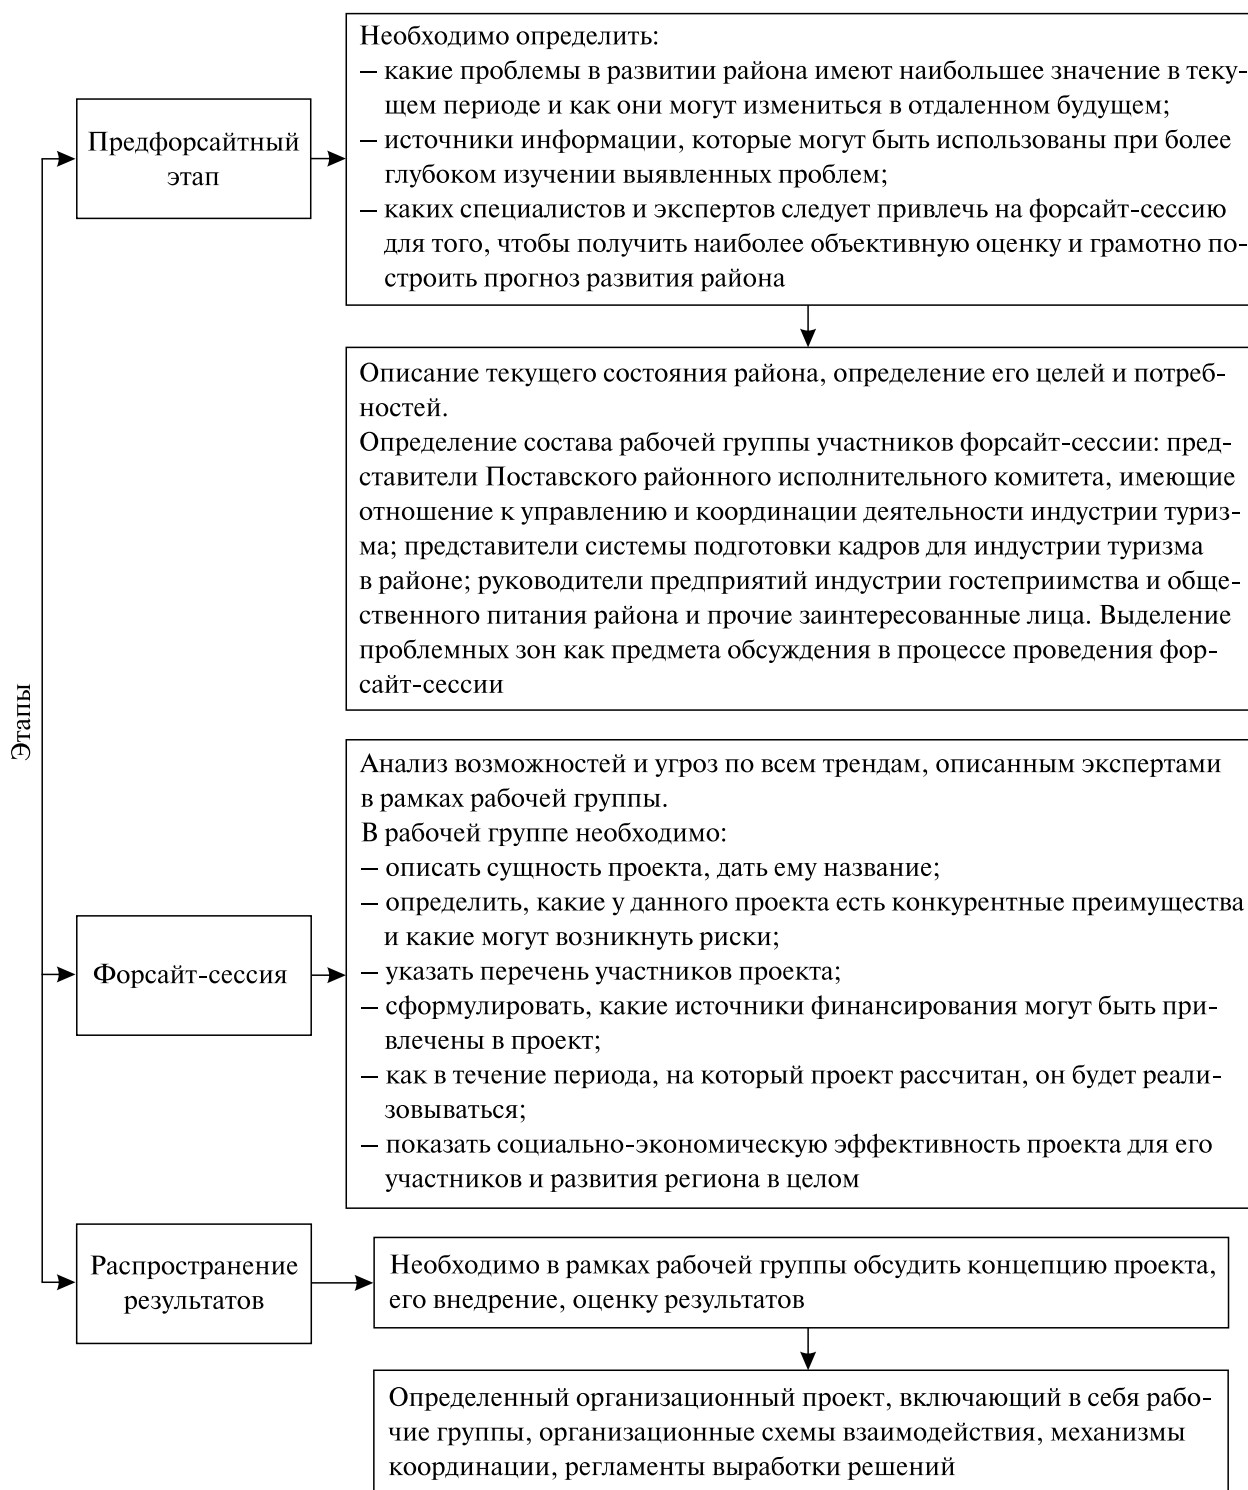 Этапы
Предфорсайтный
этап
Необходимо определить:
– какие проблемы в развитии района имеют наибольшее значение в теку-
щем периоде и как они могут измениться в отдаленном будущем;
– источники информации, которые могут быть использованы при более
глубоком изучении выявленных проблем;
– каких специалистов и экспертов следует привлечь на форсайт-сессию
для того, чтобы получить наиболее объективную оценку и грамотно по-
строить прогноз развития района
Описание текущего состояния района, определение его целей и потреб-
ностей.
Определение состава рабочей группы участников форсайт-сессии: пред-
ставители Поставского районного исполнительного комитета, имеющие
отношение к управлению и координации деятельности индустрии туриз-
ма; представители системы подготовки кадров для индустрии туризма
в районе; руководители предприятий индустрии гостеприимства и обще-
ственного питания района и прочие заинтересованные лица. Выделение
проблемных зон как предмета обсуждения в процессе проведения фор-
сайт-сессии
Форсайт-сессия
Анализ возможностей и угроз по всем трендам, описанным экспертами
в рамках рабочей группы.
В рабочей группе необходимо:
– описать сущность проекта, дать ему название;
– определить, какие у данного проекта есть конкурентные преимущества
и какие могут возникнуть риски;
– указать перечень участников проекта;
– сформулировать, какие источники финансирования могут быть при-
влечены в проект;
– как в течение периода, на который проект рассчитан, он будет реали-
зовываться;
– показать социально-экономическую эффективность проекта для его
участников и развития региона в целом
Распространение
результатов
Необходимо в рамках рабочей группы обсудить концепцию проекта,
его внедрение, оценку результатов
Определенный организационный проект, включающий в себя рабо-
чие группы, организационные схемы взаимодействия, механизмы
координации, регламенты выработки решений